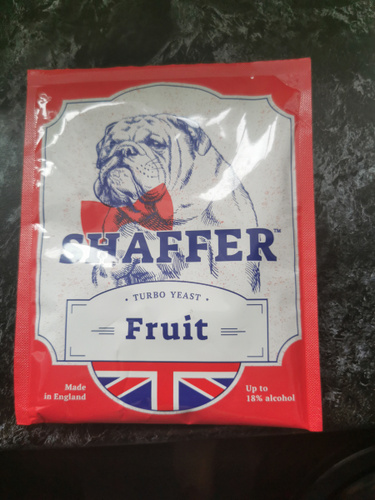 SHAFFER™
· TURBO YEAST ·
Fruit
Made
in England
Up to
18% alcohol